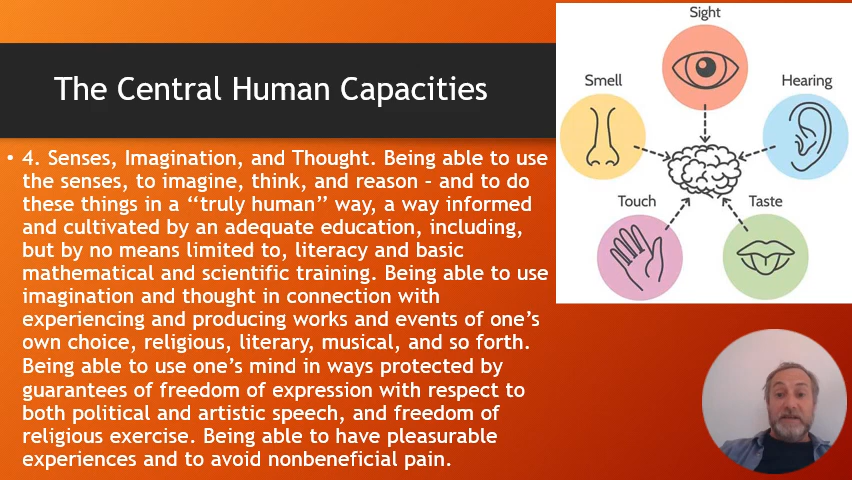 The Central Human Capacities
• 4. Senses, Imagination, and Thought. Being able to use
the senses, to imagine, think, and reason – and to do
these things in a “truly human” way, a way informed
and cultivated by an adequate education, including,
but by no means limited to, literacy and basic
mathematical and scientific training. Being able to use
imagination and thought in connection with
experiencing and producing works and events of one’s
own choice, religious, literary, musical, and so forth.
Being able to use one’s mind in ways protected by
guarantees of freedom of expression with respect to
both political and artistic speech, and freedom of
religious exercise. Being able to have pleasurable
experiences and to avoid nonbeneficial pain.
Sight
Smell
Hearing
Touch
Taste